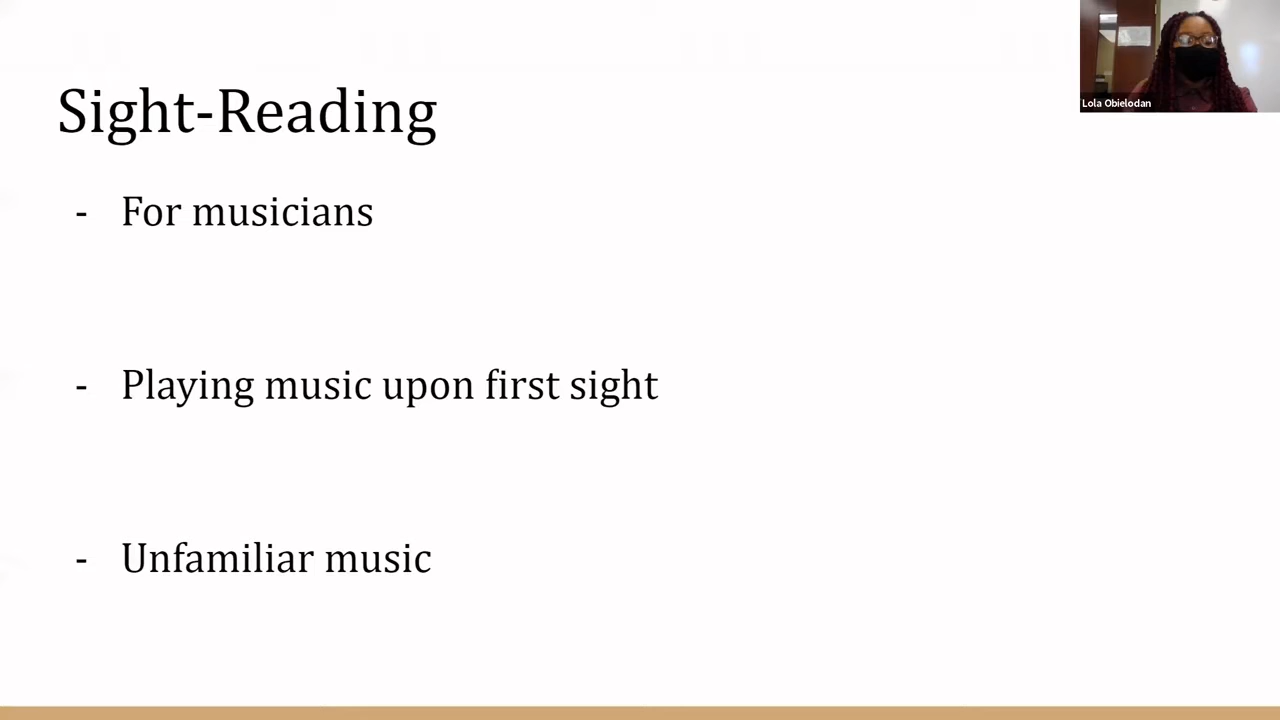 Sight-Reading
- For musicians
- Playing music upon first sight
- Unfamiliar music
Lola Obielodan